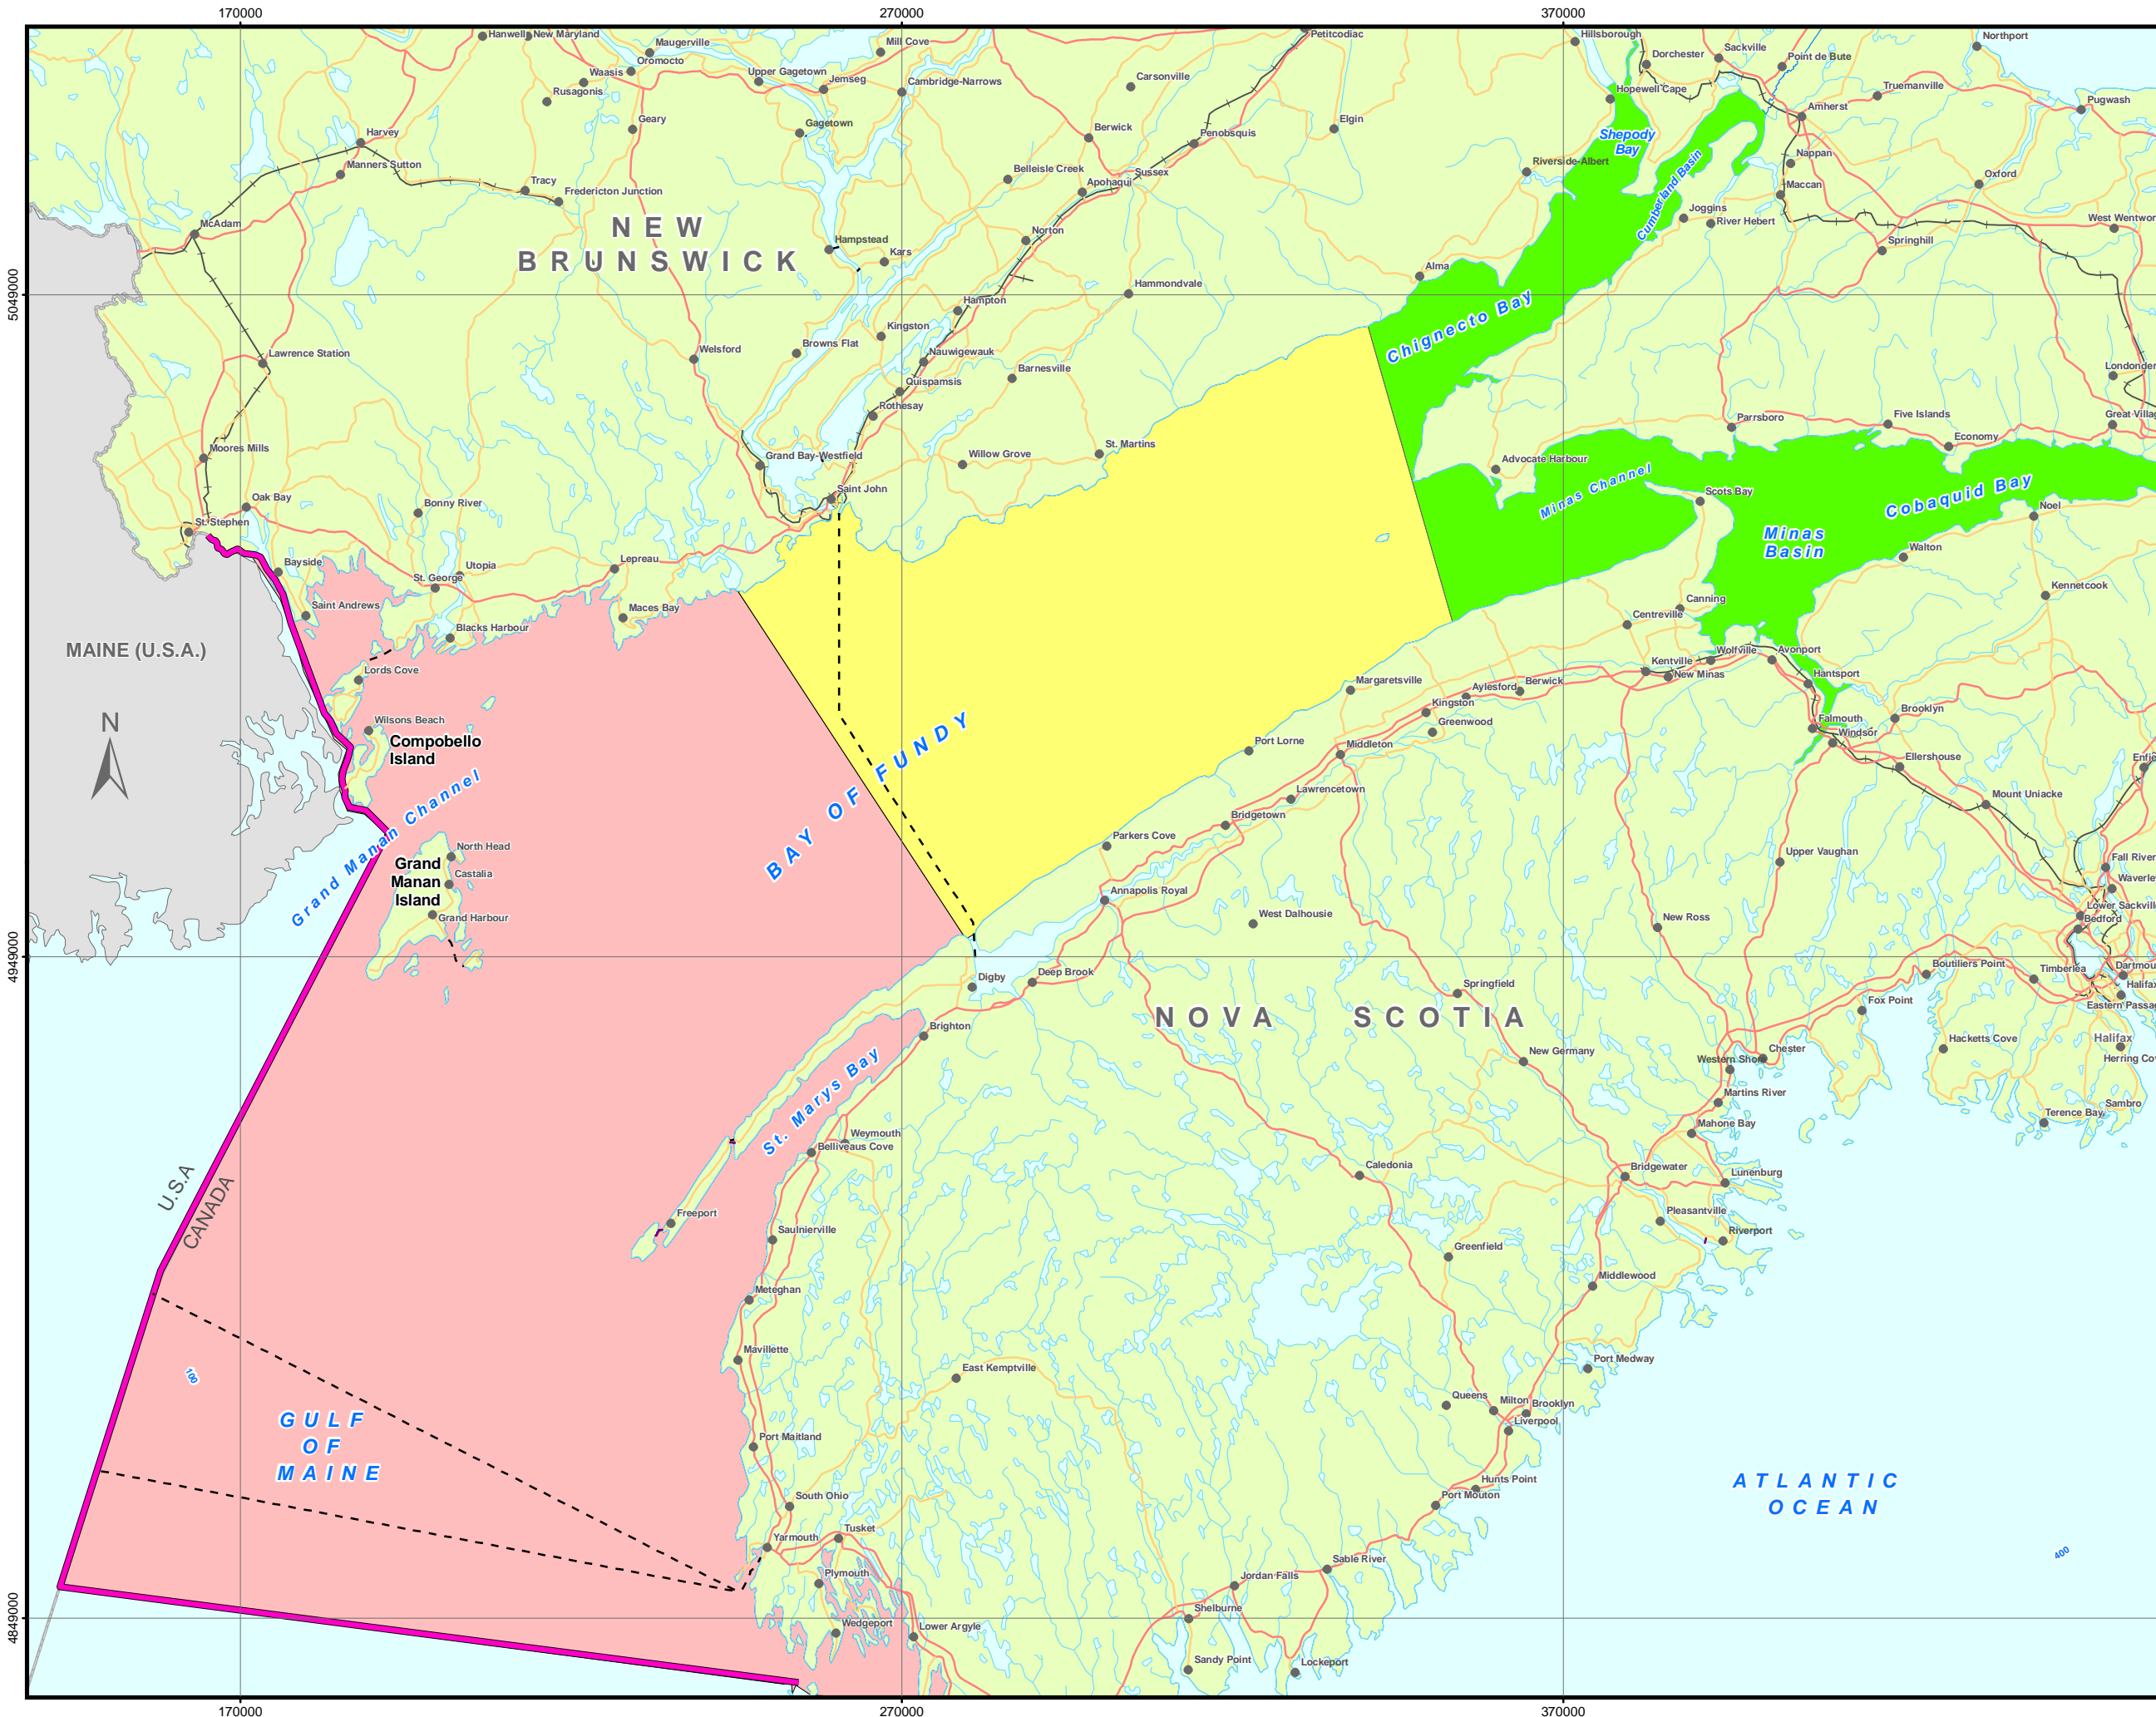 170000
270000
370000
Hanwell
New Maryland
Maugerville
Oromocto
Waasis
Rusagonis
Upper Gagetown
Jemseg
Mill Cove
Cambridge-Narrows
Carsonville
Petitcodiac
Hillsborough
Dorchester
Sackville
Point de Bute
Northport
Hopewell Cape
Truemanville
Amherst
Pugwash
Geary
Gagetown
Harvey
Berwick
Penobsquis
Elgin
Shepody
Bay
Manners Sutton
Belleisle Creek
Apohaqui
Sussex
Riverside-Albert
Cumberland Basin
Nappan
Maccan
Oxford
Tracy
Fredericton Junction
McAdam
NEW
BRUNSWICK
Hampstead
Kars
Norton
Joggins
River Hebert
Springhill
West Wentwor
Alma
Hammondvale
5049000
Hampton
Chignecto Bay
Kingston
Browns Flat
Welsford
Nauwigewauk
Lawrence Station
Barnesville
Quispamsis
Rothesay
Londonder
Parrsboro
Five Islands
Great Villag
Economy
Moores Mills
Grand Bay-Westfield
Willow Grove
St. Martins
Advocate Harbour
Minas Channel
Cobaquid Bay
Saint John
Scots Bay
Oak Bay
Bonny River
Noel
St. Stephen
Minas
Basin
Walton
Bayside
St. George
Utopia
Lepreau
Kennetcook
Saint Andrews
Maces Bay
Blacks Harbour
Canning
Centreville
MAINE (U.S.A.)
Lords Cove
Kentville
Wolfville
Avonport
New Minas
Hantsport
Margaretsville
Aylesford
Berwick
Kingston
Greenwood
N
Wilsons Beach
Compobello
Island
Falmouth
Windsor
Brooklyn
Port Lorne
Middleton
BAY OF FUNDY
Ellershouse
Enfie
Grand Manan Channel
Lawrencetown
Bridgetown
Mount Uniacke
Parkers Cove
North Head
Grand
Manan
Island
Castalia
Grand Harbour
Upper Vaughan
Fall River
Waverle
Annapolis Royal
West Dalhousie
New Ross
Lower Sackvill
Bedford
4949000
Digby
Deep Brook
Springfield
Boutiliers Point
Timberlea
Dartmou
Halifax
Eastern Passag
NOVA SCOTIA
Fox Point
Brighton
New Germany
Western Shore
Chester
Hacketts Cove
Halifax
Herring Cov
St. Marys Bay
Martins River
Mahone Bay
Sambro
Terence Bay
Weymouth
Belliveaus Cove
Caledonia
Bridgewater
Lunenburg
U.S.A
CANADA
Freeport
Pleasantville
Riverport
Saulnierville
Greenfield
Middlewood
Meteghan
Mavillette
100
East Kemptville
Port Medway
GULF
OF
MAINE
Queens
Milton
Brooklyn
Liverpool
Port Maitland
ATLANTIC
OCEAN
Hunts Point
Port Mouton
South Ohio
Tusket
Yarmouth
400
Sable River
Jordan Falls
Plymouth
4849000
Shelburne
Wedgeport
Lower Argyle
Sandy Point
Lockeport
170000
270000
370000